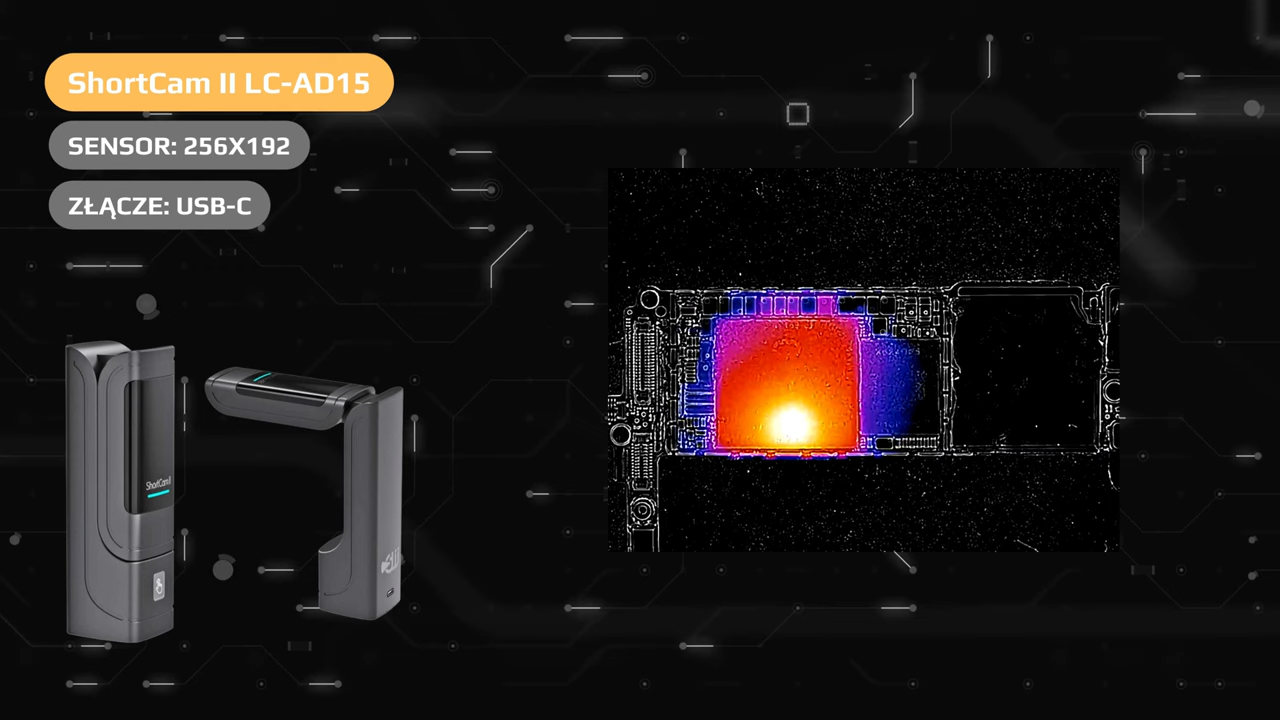 ShortCam II LC-AD15
SENSOR: 256X192
ZŁĄCZE: USB-C
ShortCam II